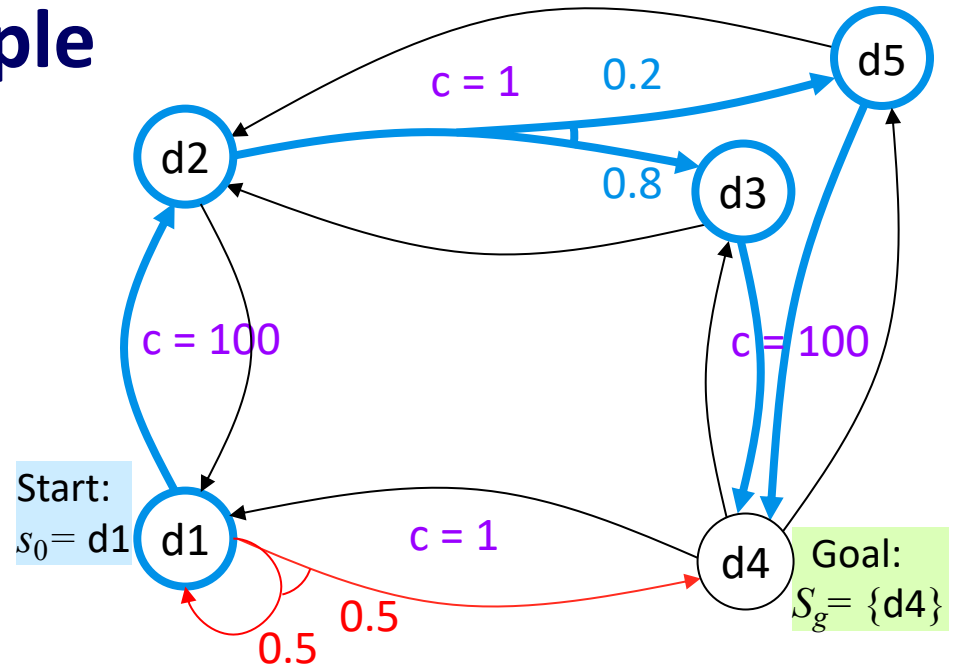 ple
d5
c = 1
0.2
d2
0.8
d3
c = 100
c = 100
Start:
s₀= d1
d1
c = 1
d4
Goal:
S_g= {d4}
0.5
0.5